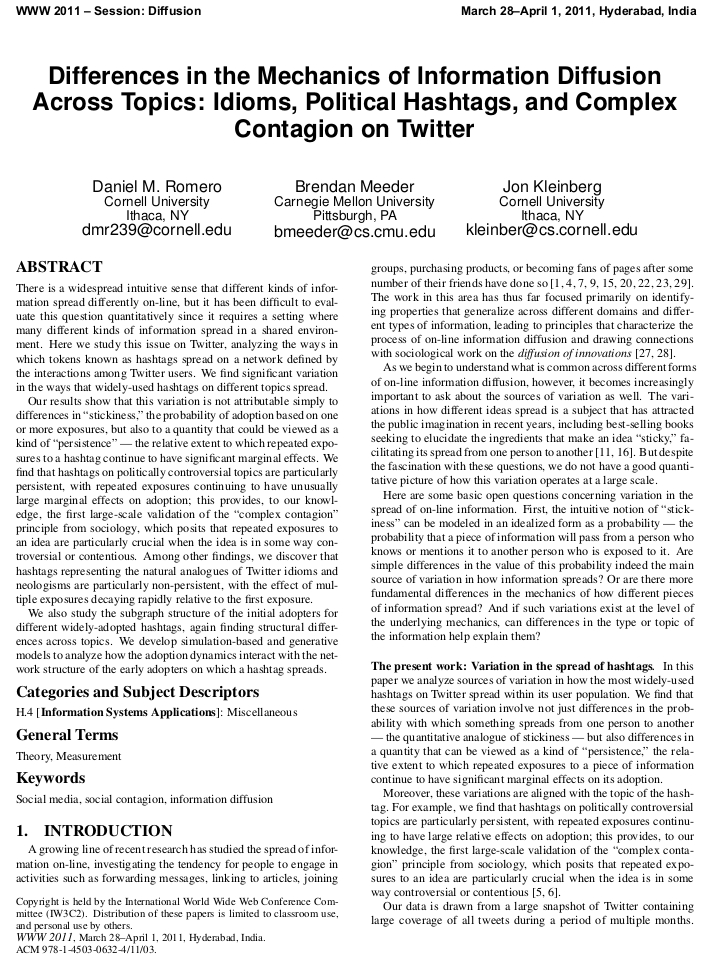 WWW 2011 – Session: Diffusion
March 28–April 1, 2011, Hyderabad, India
Differences in the Mechanics of Information Diffusion
Across Topics: Idioms, Political Hashtags, and Complex
Contagion on Twitter
Daniel M. Romero
Cornell University
Ithaca, NY
dmr239@cornell.edu
Brendan Meeder
Carnegie Mellon University
Pittsburgh, PA
bmeeder@cs.cmu.edu
Jon Kleinberg
Cornell University
Ithaca, NY
kleinber@cs.cornell.edu
ABSTRACT
There is a widespread intuitive sense that different kinds of infor-
mation spread differently on-line, but it has been difficult to eval-
uate this question quantitatively since it requires a setting where
many different kinds of information spread in a shared environ-
ment. Here we study this issue on Twitter, analyzing the ways in
which tokens known as hashtags spread on a network defined by
the interactions among Twitter users. We find significant variation
in the ways that widely-used hashtags on different topics spread.
Our results show that this variation is not attributable simply to
differences in “stickiness,” the probability of adoption based on one
or more exposures, but also to a quantity that could be viewed as a
kind of “persistence” — the relative extent to which repeated expo-
sures to a hashtag continue to have significant marginal effects. We
find that hashtags on politically controversial topics are particularly
persistent, with repeated exposures continuing to have unusually
large marginal effects on adoption; this provides, to our knowl-
edge, the first large-scale validation of the “complex contagion”
principle from sociology, which posits that repeated exposures to
an idea are particularly crucial when the idea is in some way con-
troversial or contentious. Among other findings, we discover that
hashtags representing the natural analogues of Twitter idioms and
neologisms are particularly non-persistent, with the effect of mul-
tiple exposures decaying rapidly relative to the first exposure.
We also study the subgraph structure of the initial adopters for
different widely-adopted hashtags, again finding structural differ-
ences across topics. We develop simulation-based and generative
models to analyze how the adoption dynamics interact with the net-
work structure of the early adopters on which a hashtag spreads.
Categories and Subject Descriptors
H.4 [Information Systems Applications]: Miscellaneous
General Terms
Theory, Measurement
Keywords
Social media, social contagion, information diffusion
1. INTRODUCTION
A growing line of recent research has studied the spread of infor-
mation on-line, investigating the tendency for people to engage in
activities such as forwarding messages, linking to articles, joining
Copyright is held by the International World Wide Web Conference Com-
mittee (IW3C2). Distribution of these papers is limited to classroom use,
and personal use by others.
WWW 2011, March 28–April 1, 2011, Hyderabad, India.
ACM 978-1-4503-0632-4/11/03.
groups, purchasing products, or becoming fans of pages after some
number of their friends have done so [1, 4, 7, 9, 15, 20, 22, 23, 29].
The work in this area has thus far focused primarily on identify-
ing properties that generalize across different domains and differ-
ent types of information, leading to principles that characterize the
process of on-line information diffusion and drawing connections
with sociological work on the diffusion of innovations [27, 28].
As we begin to understand what is common across different forms
of on-line information diffusion, however, it becomes increasingly
important to ask about the sources of variation as well. The vari-
ations in how different ideas spread is a subject that has attracted
the public imagination in recent years, including best-selling books
seeking to elucidate the ingredients that make an idea “sticky,” fa-
cilitating its spread from one person to another [11, 16]. But despite
the fascination with these questions, we do not have a good quanti-
tative picture of how this variation operates at a large scale.
Here are some basic open questions concerning variation in the
spread of on-line information. First, the intuitive notion of “stick-
iness” can be modeled in an idealized form as a probability — the
probability that a piece of information will pass from a person who
knows or mentions it to another person who is exposed to it. Are
simple differences in the value of this probability indeed the main
source of variation in how information spreads? Or are there more
fundamental differences in the mechanics of how different pieces
of information spread? And if such variations exist at the level of
the underlying mechanics, can differences in the type or topic of
the information help explain them?
The present work: Variation in the spread of hashtags. In this
paper we analyze sources of variation in how the most widely-used
hashtags on Twitter spread within its user population. We find that
these sources of variation involve not just differences in the prob-
ability with which something spreads from one person to another
— the quantitative analogue of stickiness — but also differences in
a quantity that can be viewed as a kind of “persistence,” the rela-
tive extent to which repeated exposures to a piece of information
continue to have significant marginal effects on its adoption.
Moreover, these variations are aligned with the topic of the hash-
tag. For example, we find that hashtags on politically controversial
topics are particularly persistent, with repeated exposures continu-
ing to have large relative effects on adoption; this provides, to our
knowledge, the first large-scale validation of the “complex conta-
gion” principle from sociology, which posits that repeated expo-
sures to an idea are particularly crucial when the idea is in some
way controversial or contentious [5, 6].
Our data is drawn from a large snapshot of Twitter containing
large coverage of all tweets during a period of multiple months.